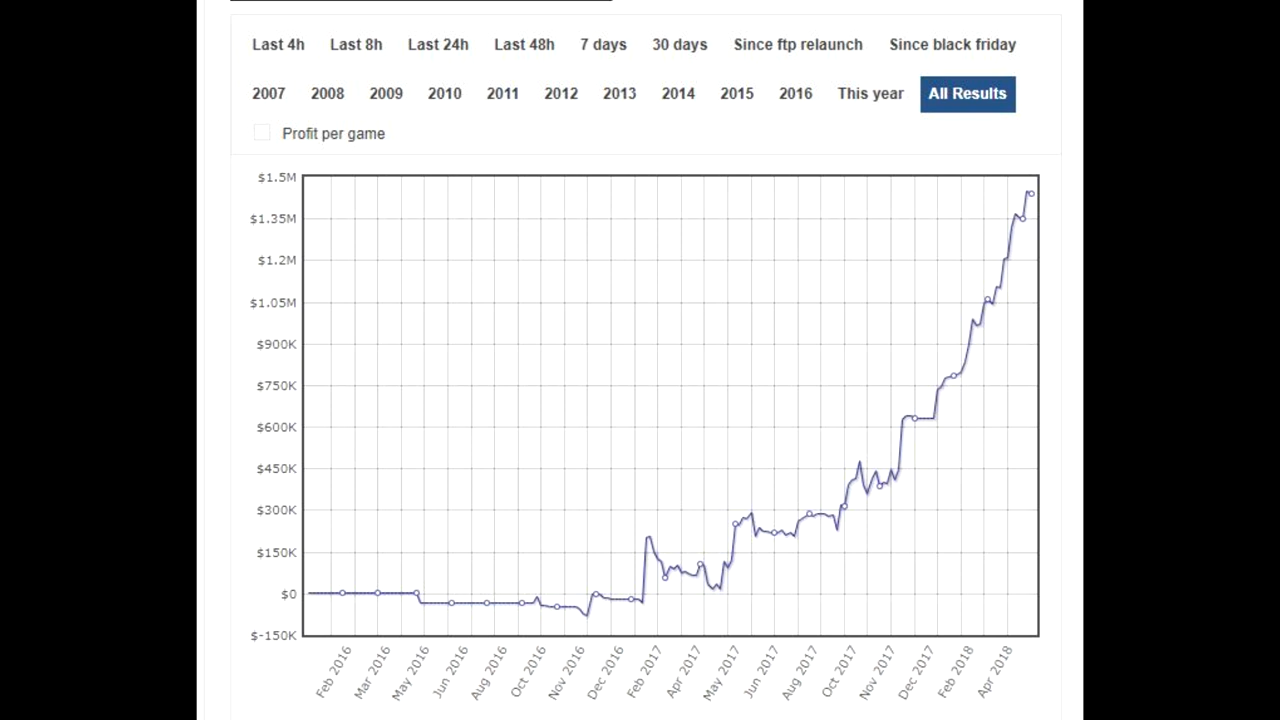 Last 4h Last 8h Last 24h Last 48h 7 days 30 days Since ftp relaunch Since black friday
2007 2008 2009 2010 2011 2012 2013 2014 2015 2016 This year All Results
Profit per game
$1.5M
$1.35M
$1.2M
$1.05M
$900K
$750K
$600K
$450K
$300K
$150K
$0
$-150K
Feb 2016 Mar 2016 May 2016 Jun 2016 Aug 2016 Oct 2016 Nov 2016 Dec 2016 Feb 2017 Apr 2017 May 2017 Jun 2017 Aug 2017 Oct 2017 Nov 2017 Dec 2017 Feb 2018 Apr 2018